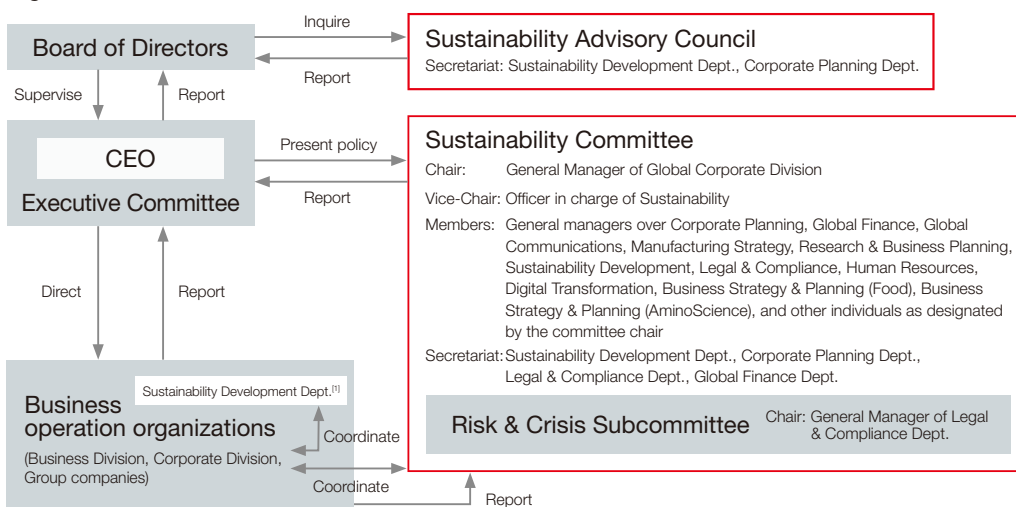 Inquire
Board of Directors
Sustainability Advisory Council
Secretariat: Sustainability Development Dept., Corporate Planning Dept.
Report
Supervise
Report
CEO
Executive Committee
Present policy
Report
Sustainability Committee
Chair: General Manager of Global Corporate Division
Vice-Chair: Officer in charge of Sustainability
Members: General managers over Corporate Planning, Global Finance, Global
Communications, Manufacturing Strategy, Research & Business Planning,
Sustainability Development, Legal & Compliance, Human Resources,
Digital Transformation, Business Strategy & Planning (Food), Business
Strategy & Planning (AminoScience), and other individuals as designated
by the committee chair
Secretariat: Sustainability Development Dept., Corporate Planning Dept.,
Legal & Compliance Dept., Global Finance Dept.
Risk & Crisis Subcommittee
Chair: General Manager of Legal
& Compliance Dept.
Direct
Report
Sustainability Development Dept.[1]
Business
operation organizations
(Business Division, Corporate Division,
Group companies)
Coordinate
Coordinate
Report